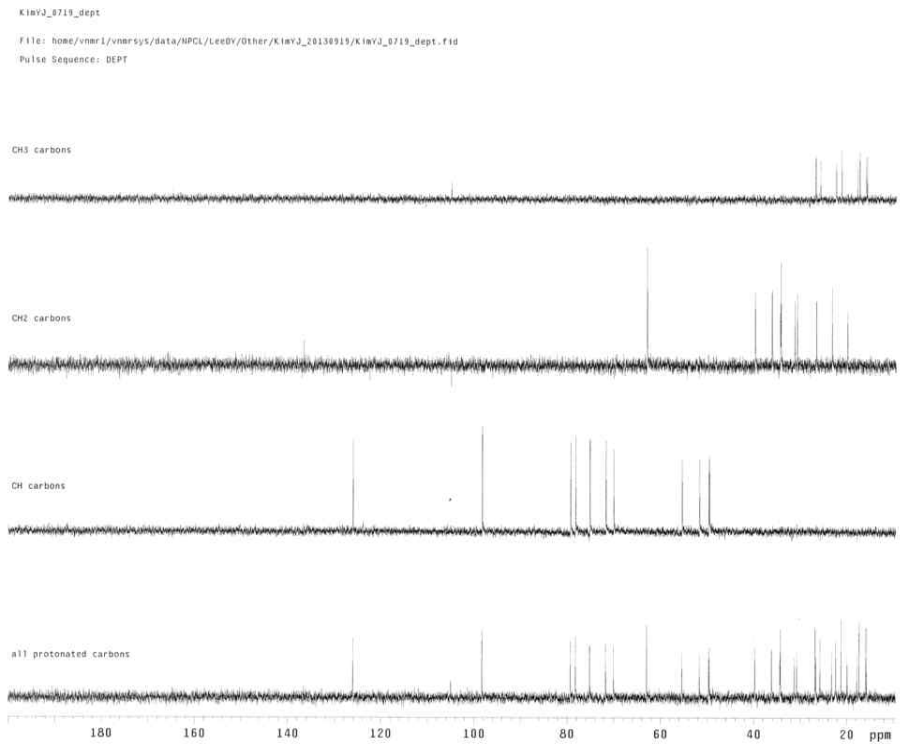 KimYJ_0719_dept
File: home/vnmr1/vnmrsys/data/NPCL/LeeDY/Other/KimYJ_20130919/KimYJ_0719_dept.fid
Pulse Sequence: DEPT
CH3 carbons
CH2 carbons
CH carbons
all protonated carbons
180 160 140 120 100 80 60 40 20 ppm